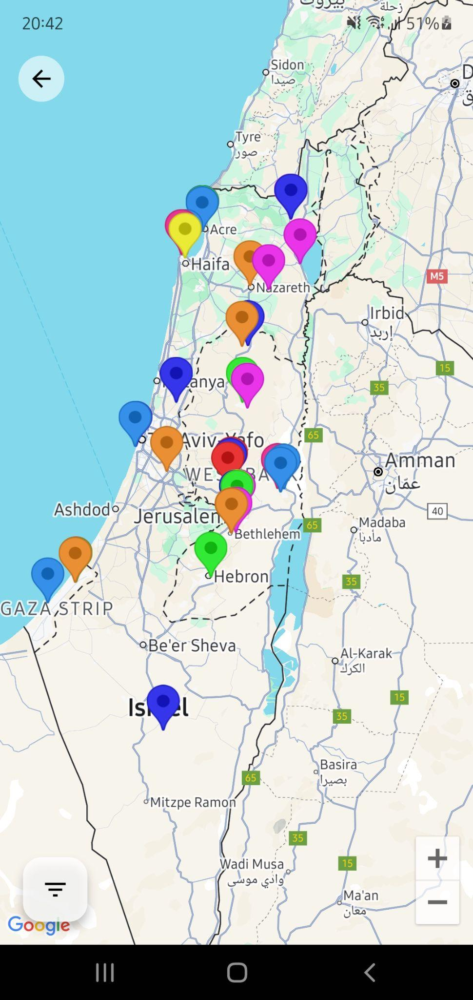 20:42
51%
زحلة
Sidon
صيدا
Tyre
صور
Acre
Haifa
M5
Nazareth
Irbid
إربد
15
35
65
Amman
عمّان
Ashdod
Jerusalem
40
65
Madaba
مأدبا
Bethlehem
Hebron
35
GAZA STRIP
Be'er Sheva
Al-Karak
الكرك
15
35
Basira
بصيرا
65
Mitzpe Ramon
35
15
Wadi Musa
وادي موسى
Ma'an
معان
+
−
Google